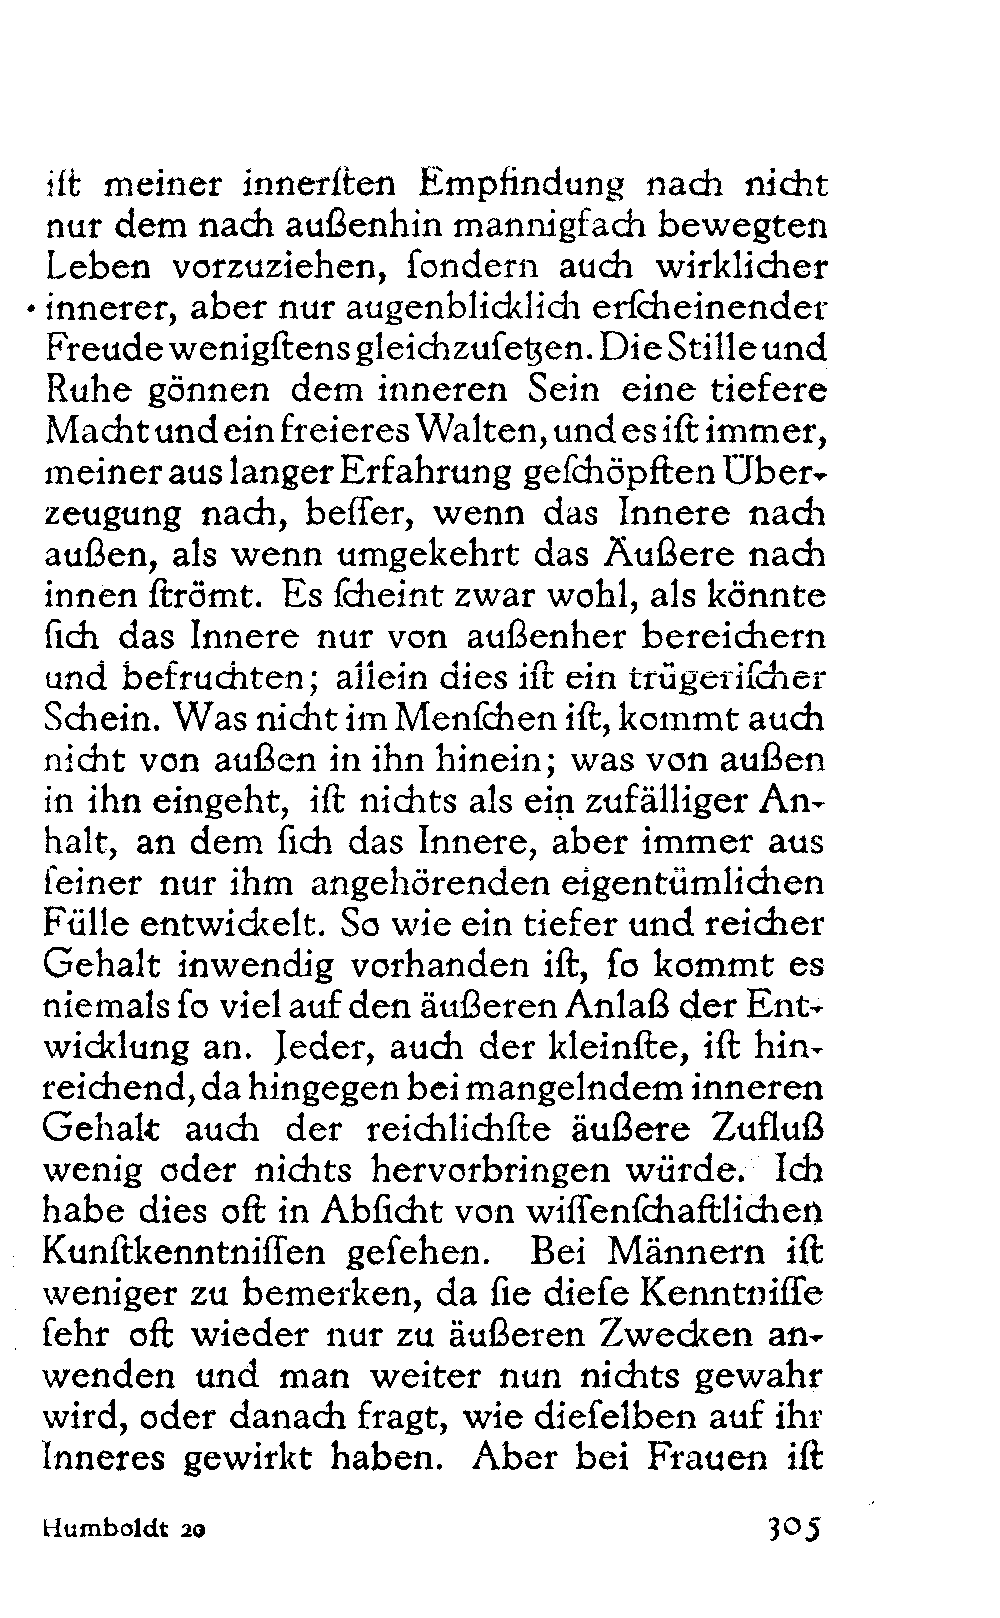 iſt meiner innerſten Empfindung nach nicht
nur dem nach außenhin mannigfach bewegten
Leben vorzuziehen, ſondern auch wirklicher
innerer, aber nur augenblicklich erſcheinender
Freude wenigſtens gleichzuſetzen. Die Stille und
Ruhe gönnen dem inneren Sein eine tiefere
Macht und ein freieres Walten, und es iſt immer,
meiner aus langer Erfahrung geſchöpften Über-
zeugung nach, beſſer, wenn das Innere nach
außen, als wenn umgekehrt das Äußere nach
innen ſtrömt. Es ſcheint zwar wohl, als könnte
ſich das Innere nur von außenher bereichern
und befruchten; allein dies iſt ein trügeriſcher
Schein. Was nicht im Menſchen iſt, kommt auch
nicht von außen in ihn hinein; was von außen
in ihn eingeht, iſt nichts als ein zufälliger An-
halt, an dem ſich das Innere, aber immer aus
ſeiner nur ihm angehörenden eigentümlichen
Fülle entwickelt. So wie ein tiefer und reicher
Gehalt inwendig vorhanden iſt, ſo kommt es
niemals ſo viel auf den äußeren Anlaß der Ent-
wicklung an. Jeder, auch der kleinſte, iſt hin-
reichend, da hingegen bei mangelndem inneren
Gehalt auch der reichlichſte äußere Zufluß
wenig oder nichts hervorbringen würde. Ich
habe dies oft in Abſicht von wiſſenſchaftlichen
Kunſtkenntniſſen geſehen. Bei Männern iſt
weniger zu bemerken, da ſie dieſe Kenntniſſe
ſehr oft wieder nur zu äußeren Zwecken an-
wenden und man weiter nun nichts gewahr
wird, oder danach fragt, wie dieſelben auf ihr
Inneres gewirkt haben. Aber bei Frauen iſt
Humboldt 20 305